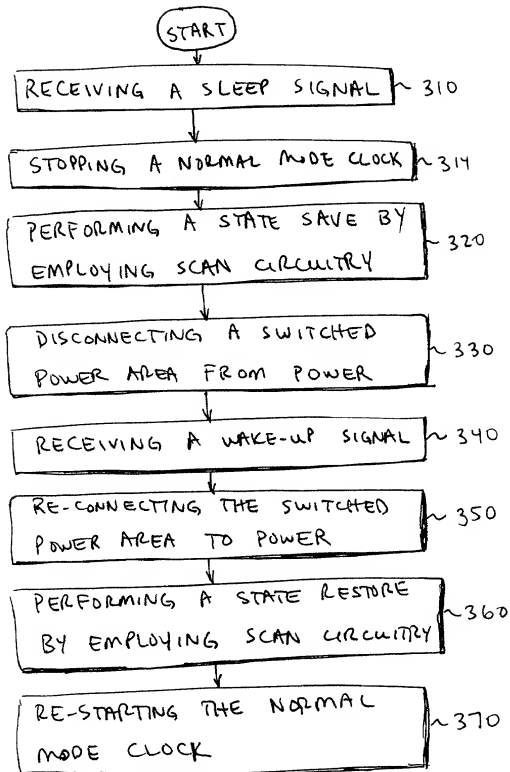 START
RECEIVING A SLEEP SIGNAL 310
STOPPING A NORMAL MODE CLOCK 314
PERFORMING A STATE SAVE BY
EMPLOYING SCAN CIRCUITRY 320
DISCONNECTING A SWITCHED
POWER AREA FROM POWER 330
RECEIVING A WAKE-UP SIGNAL 340
RE-CONNECTING THE SWITCHED
POWER AREA TO POWER 350
PERFORMING A STATE RESTORE
BY EMPLOYING SCAN CIRCUITRY 360
RE-STARTING THE NORMAL
MODE CLOCK 370